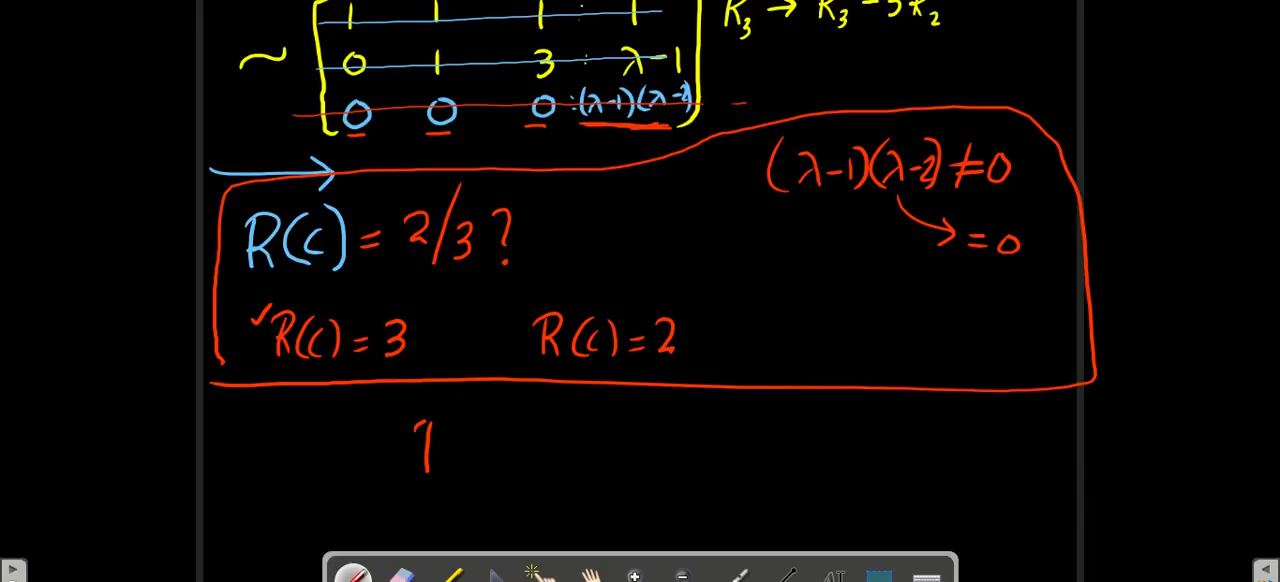 1 1 1 : 1 R₃ → R₃ - 3R₂
~ 0 1 3 : λ-1
0 0 0 : (λ-1)(λ-2)
(λ-1)(λ-2) ≠ 0
R(C) = 2/3 ?
= 0
R(C) = 3 R(C) = 2